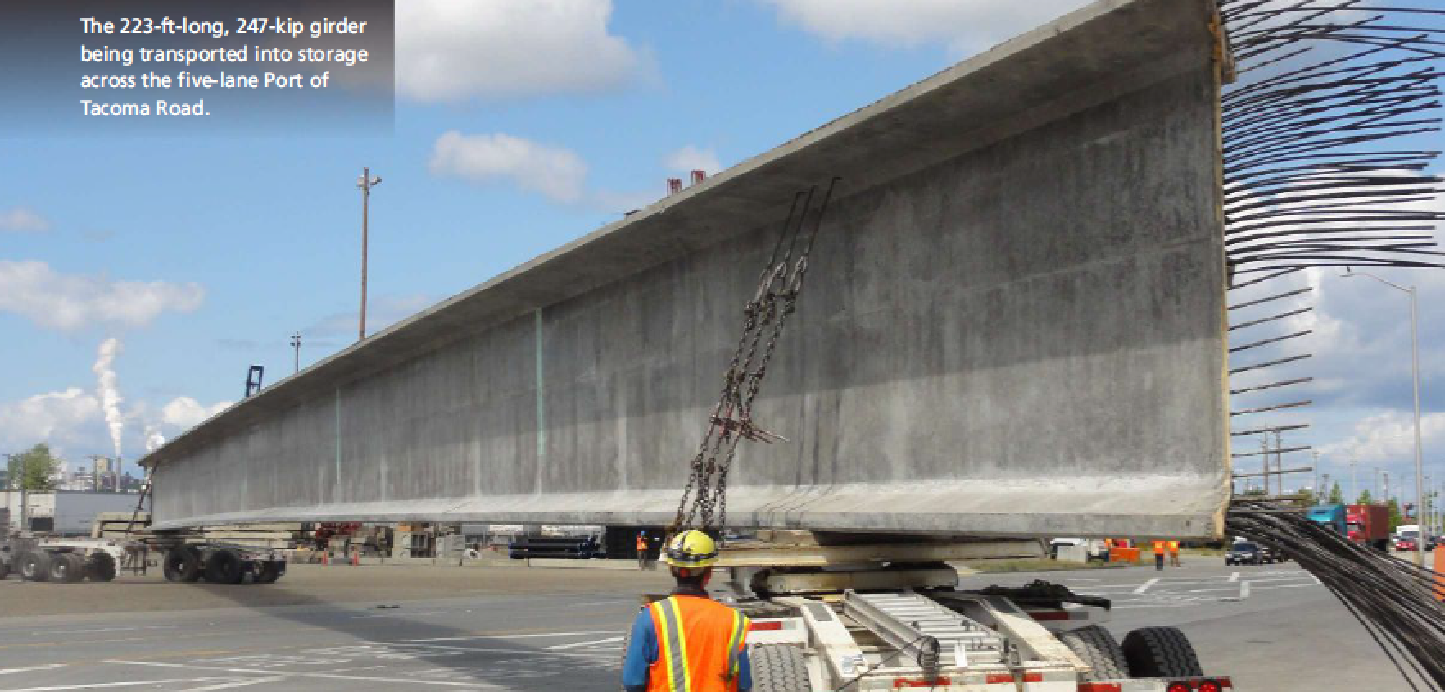 The 223-ft-long, 247-kip girder
being transported into storage
across the five-lane Port of
Tacoma Road.